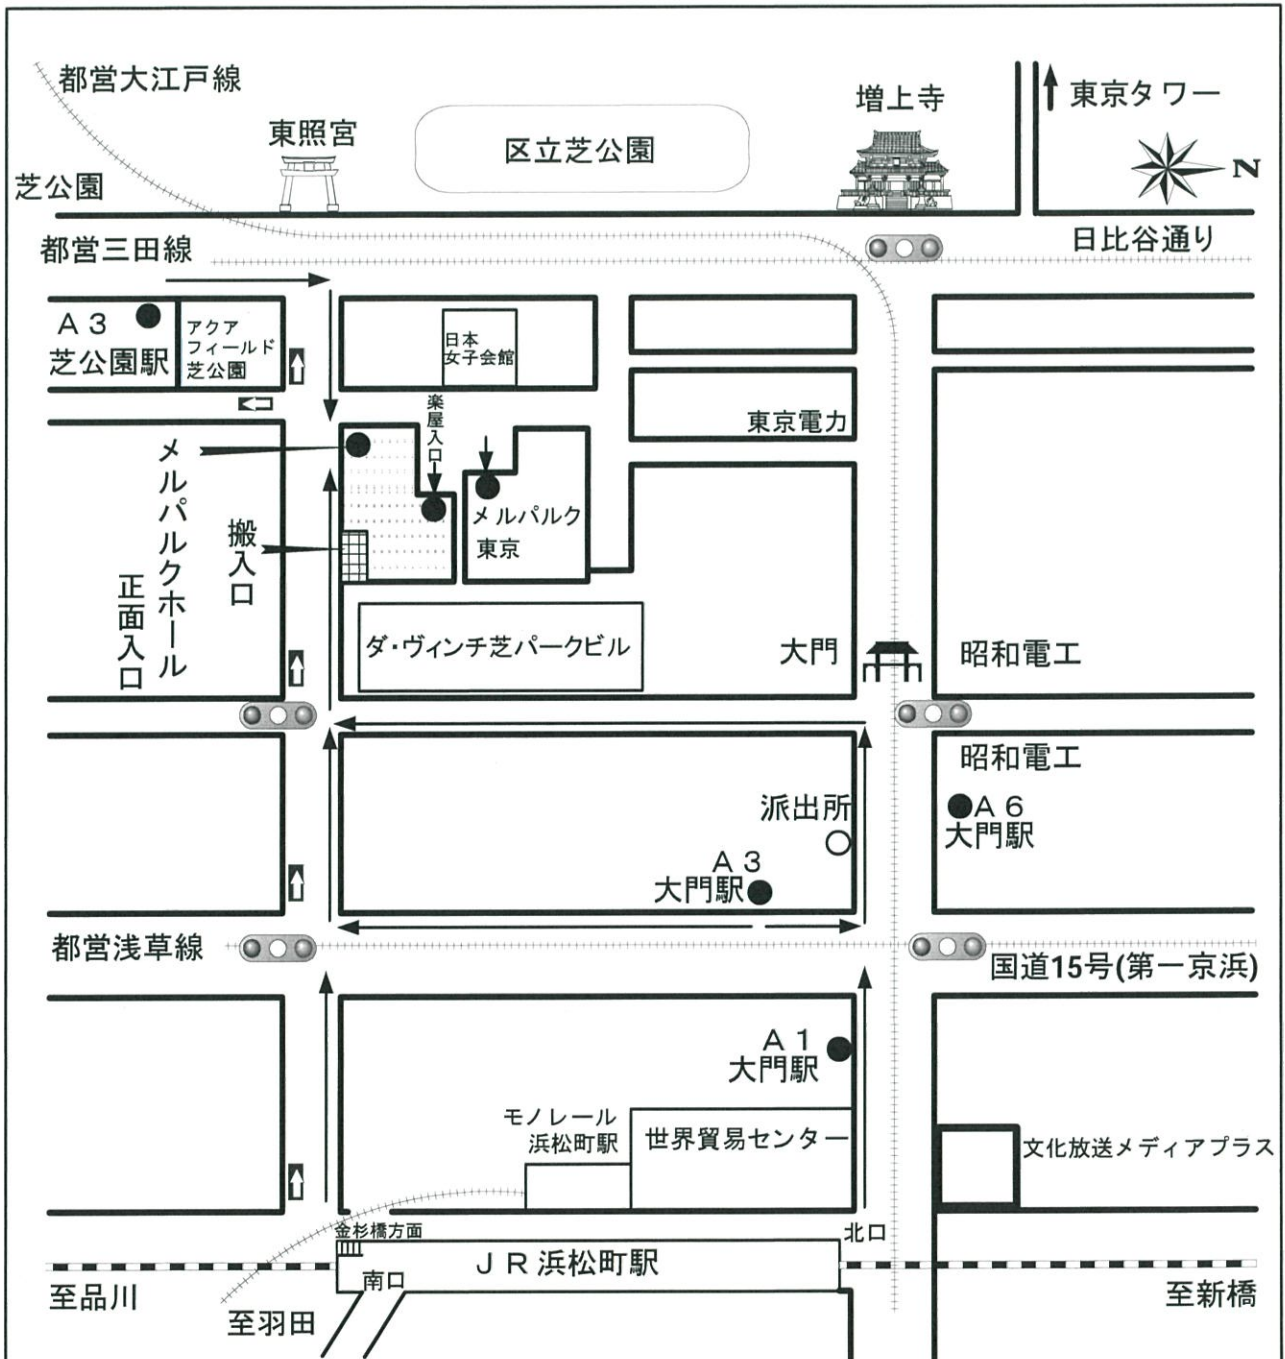 都営大江戸線
東照宮
区立芝公園
増上寺
東京タワー
N
芝公園
都営三田線
日比谷通り
A3
芝公園駅
アクア
フィールド
芝公園
日本
女子会館
楽屋入口
東京電力
メルパルクホール
正面入口
搬入口
メルパルク
東京
ダ・ヴィンチ芝パークビル
大門
昭和電工
昭和電工
派出所
A6
大門駅
A3
大門駅
都営浅草線
国道15号(第一京浜)
A1
大門駅
モノレール
浜松町駅
世界貿易センター
文化放送メディアプラス
金杉橋方面
北口
JR浜松町駅
南口
至品川
至羽田
至新橋